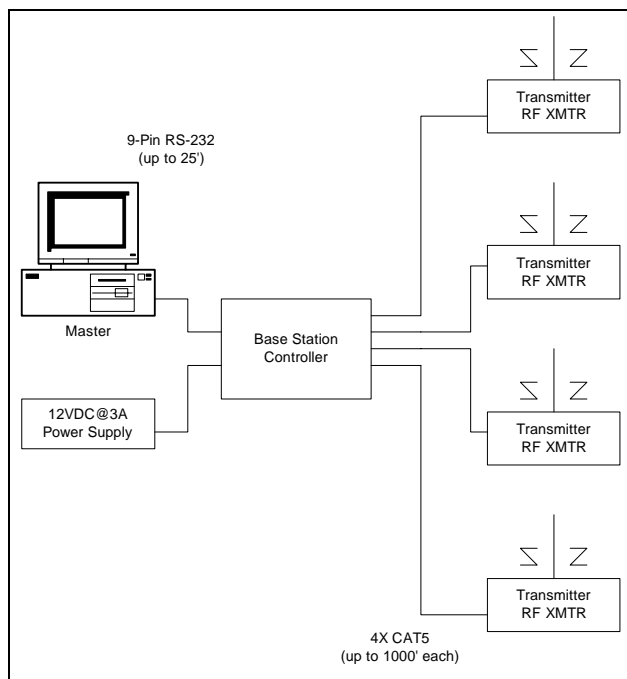 Transmitter
RF XMTR
9-Pin RS-232
(up to 25')
Transmitter
RF XMTR
Master
Base Station
Controller
12VDC@3A
Power Supply
Transmitter
RF XMTR
Transmitter
RF XMTR
4X CAT5
(up to 1000' each)